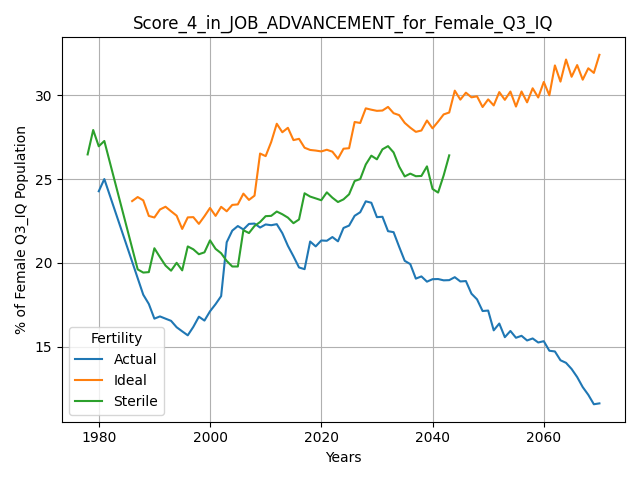 Score_4_in_JOB_ADVANCEMENT_for_Female_Q3_IQ
% of Female Q3_IQ Population
30
25
20
15
Fertility
Actual
Ideal
Sterile
1980
2000
2020
2040
2060
Years